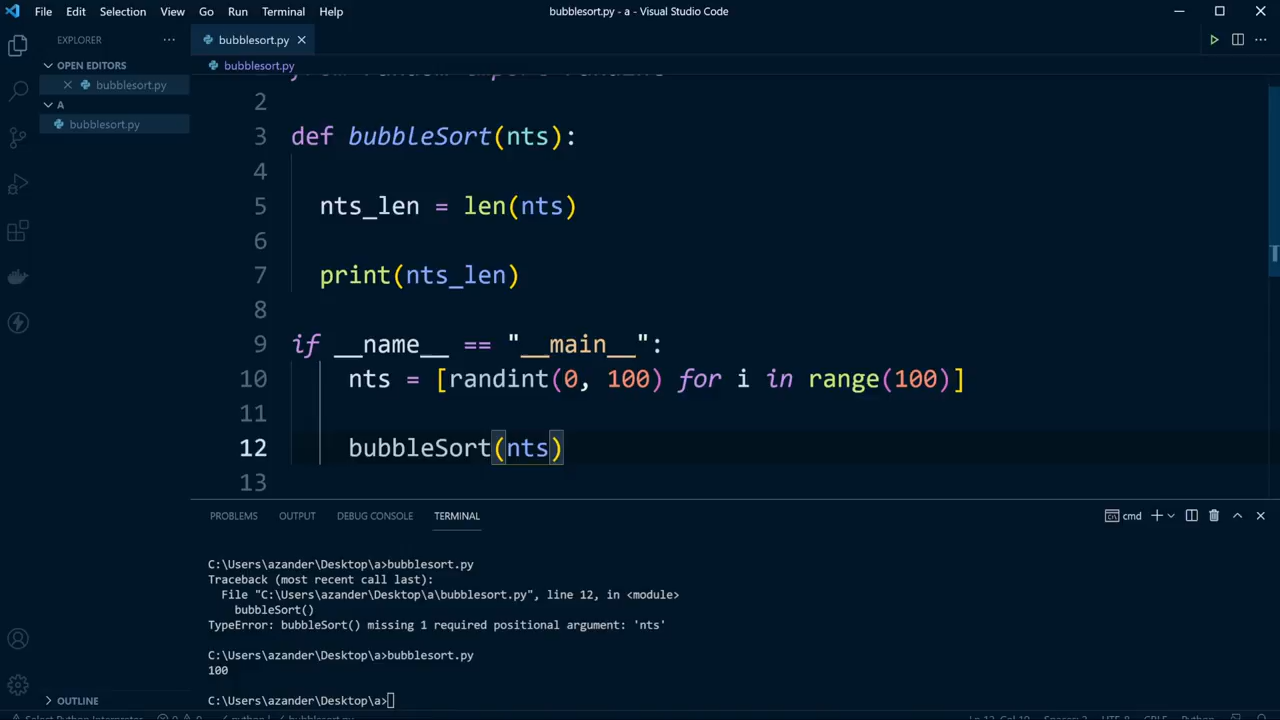 File Edit Selection View Go Run Terminal Help bubblesort.py - a - Visual Studio Code
EXPLORER
bubblesort.py
OPEN EDITORS
bubblesort.py
A
bubblesort.py
bubblesort.py
from random import randint
2
3 def bubbleSort(nts):
4
5 nts_len = len(nts)
6
7 print(nts_len)
8
9 if __name__ == "__main__":
10 nts = [randint(0, 100) for i in range(100)]
11
12 bubbleSort(nts)
13
PROBLEMS OUTPUT DEBUG CONSOLE TERMINAL cmd
C:\Users\azander\Desktop\a>bubblesort.py
Traceback (most recent call last):
File "C:\Users\azander\Desktop\a\bubblesort.py", line 12, in <module>
bubbleSort()
TypeError: bubbleSort() missing 1 required positional argument: 'nts'
C:\Users\azander\Desktop\a>bubblesort.py
100
C:\Users\azander\Desktop\a>
OUTLINE